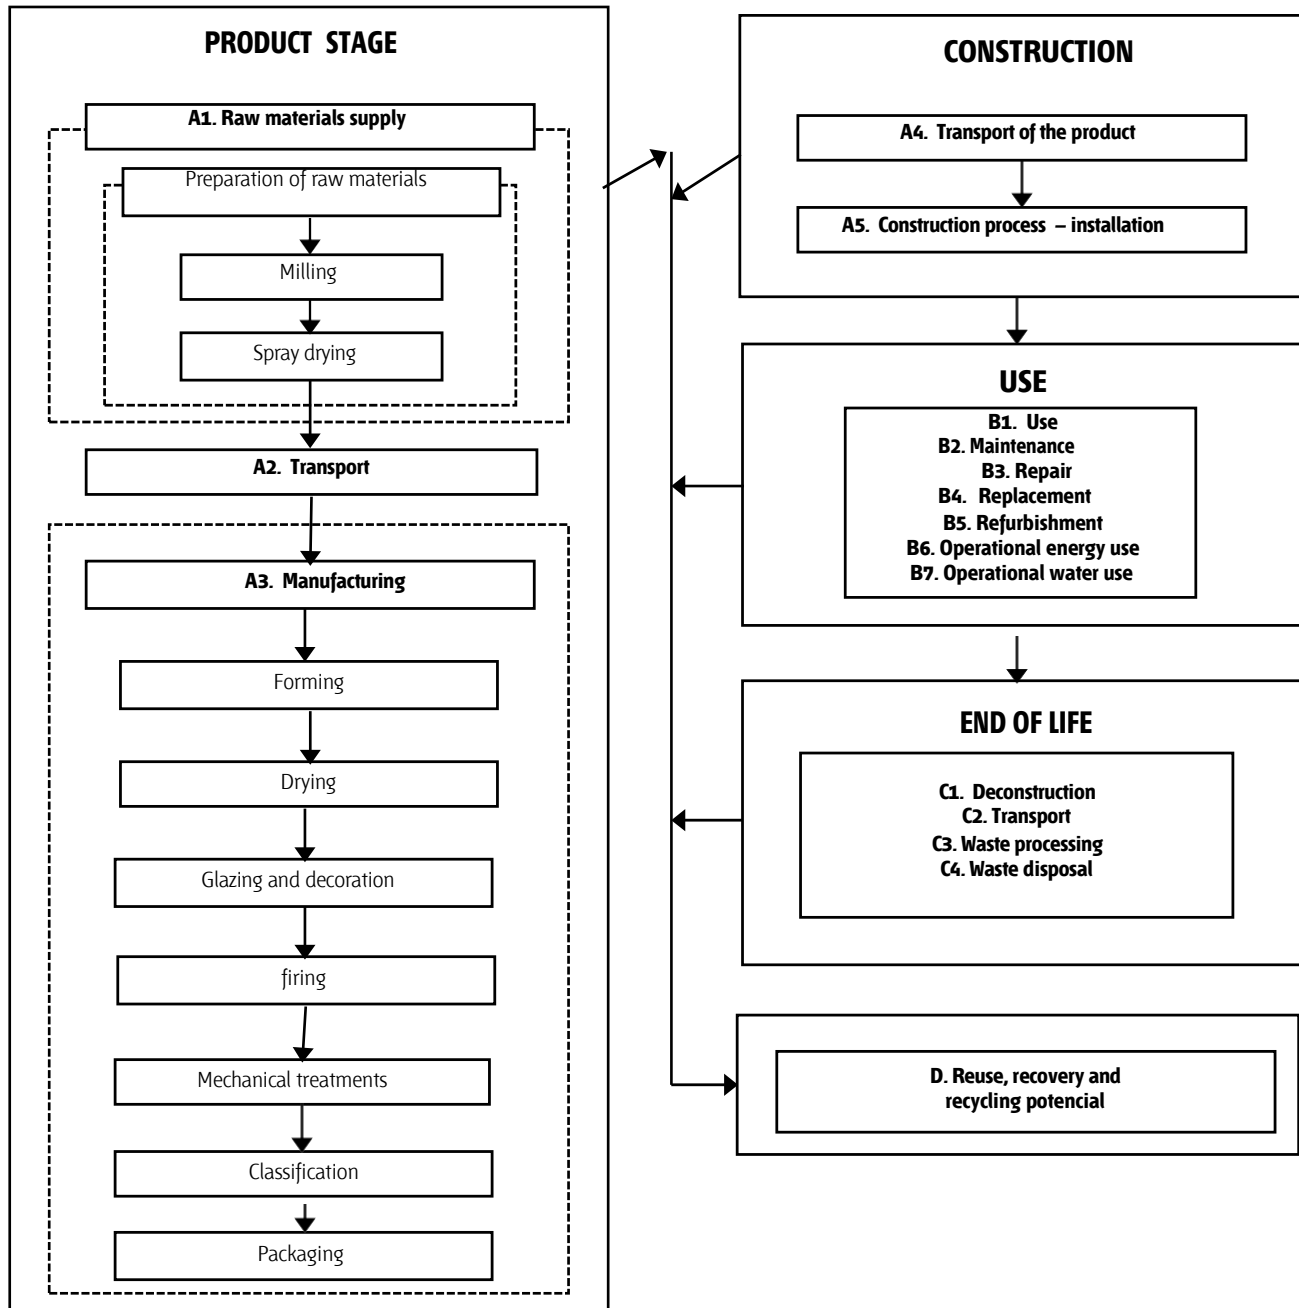 PRODUCT STAGE
A1. Raw materials supply
Preparation of raw materials
Milling
Spray drying
A2. Transport
A3. Manufacturing
Forming
Drying
Glazing and decoration
firing
Mechanical treatments
Classification
Packaging
CONSTRUCTION
A4. Transport of the product
A5. Construction process – installation
USE
B1. Use
B2. Maintenance
B3. Repair
B4. Replacement
B5. Refurbishment
B6. Operational energy use
B7. Operational water use
END OF LIFE
C1. Deconstruction
C2. Transport
C3. Waste processing
C4. Waste disposal
D. Reuse, recovery and
recycling potencial